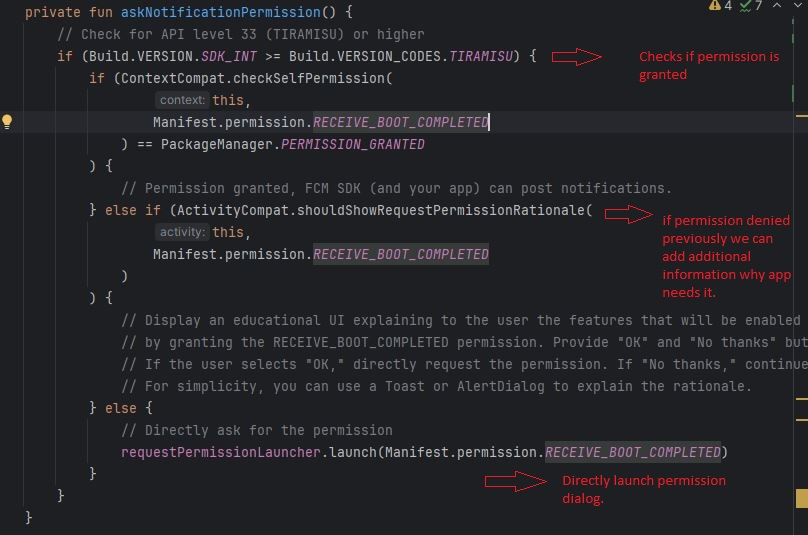 private fun askNotificationPermission() {
4 7
// Check for API level 33 (TIRAMISU) or higher
if (Build.VERSION.SDK_INT >= Build.VERSION_CODES.TIRAMISU) {
Checks if permission is
granted
if (ContextCompat.checkSelfPermission(
context: this,
Manifest.permission.RECEIVE_BOOT_COMPLETED
) == PackageManager.PERMISSION_GRANTED
) {
// Permission granted, FCM SDK (and your app) can post notifications.
} else if (ActivityCompat.shouldShowRequestPermissionRationale(
if permission denied
previously we can
add additional
information why app
needs it.
activity: this,
Manifest.permission.RECEIVE_BOOT_COMPLETED
)
) {
// Display an educational UI explaining to the user the features that will be enabled
// by granting the RECEIVE_BOOT_COMPLETED permission. Provide "OK" and "No thanks" but
// If the user selects "OK," directly request the permission. If "No thanks," continue
// For simplicity, you can use a Toast or AlertDialog to explain the rationale.
} else {
// Directly ask for the permission
requestPermissionLauncher.launch(Manifest.permission.RECEIVE_BOOT_COMPLETED)
Directly launch permission
dialog.
}
}
}